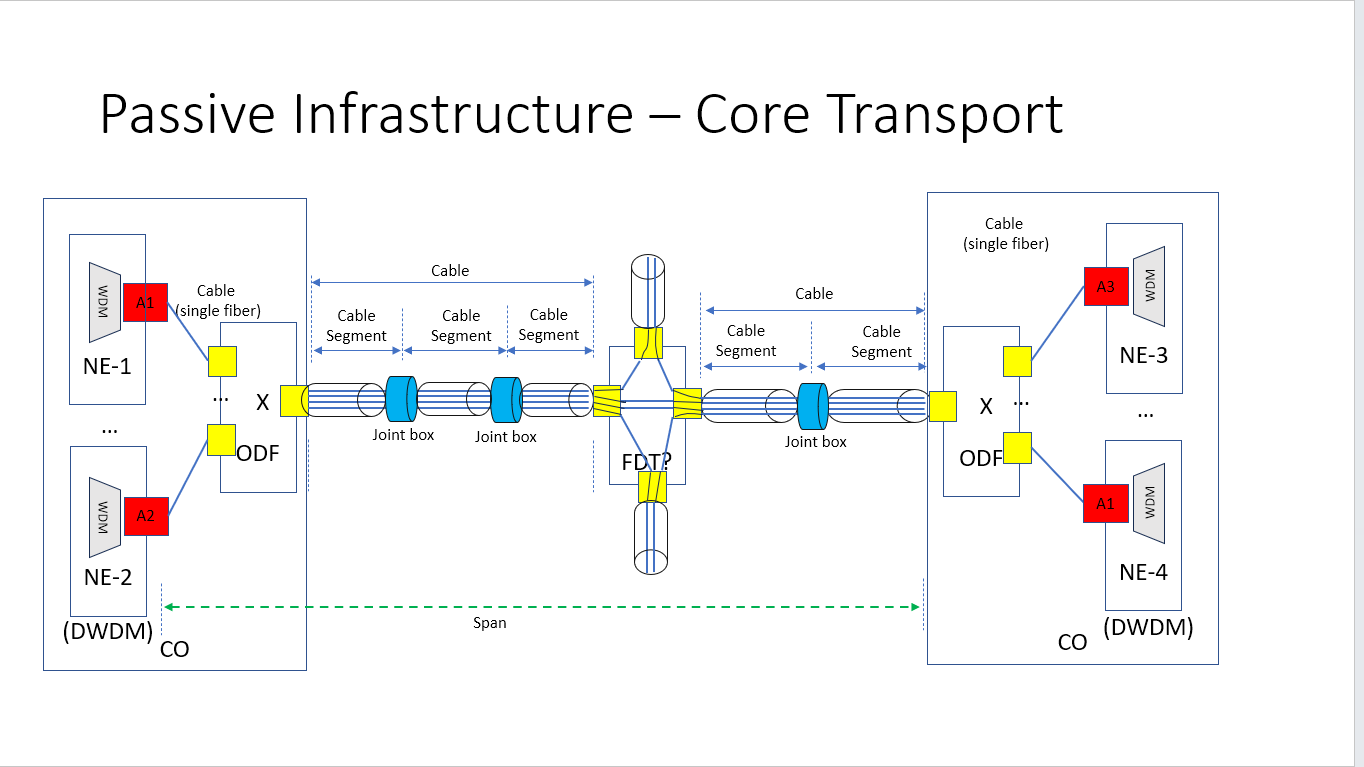 Passive Infrastructure – Core Transport
WDM
A1
NE-1
...
WDM
A2
NE-2
(DWDM)
CO
Cable
(single fiber)
...
X
ODF
Cable
Cable
Segment
Cable
Segment
Cable
Segment
Joint box
Joint box
FDT?
Cable
Cable
Segment
Cable
Segment
Joint box
Span
Cable
(single fiber)
X
...
ODF
A3
WDM
NE-3
...
A1
WDM
NE-4
(DWDM)
CO